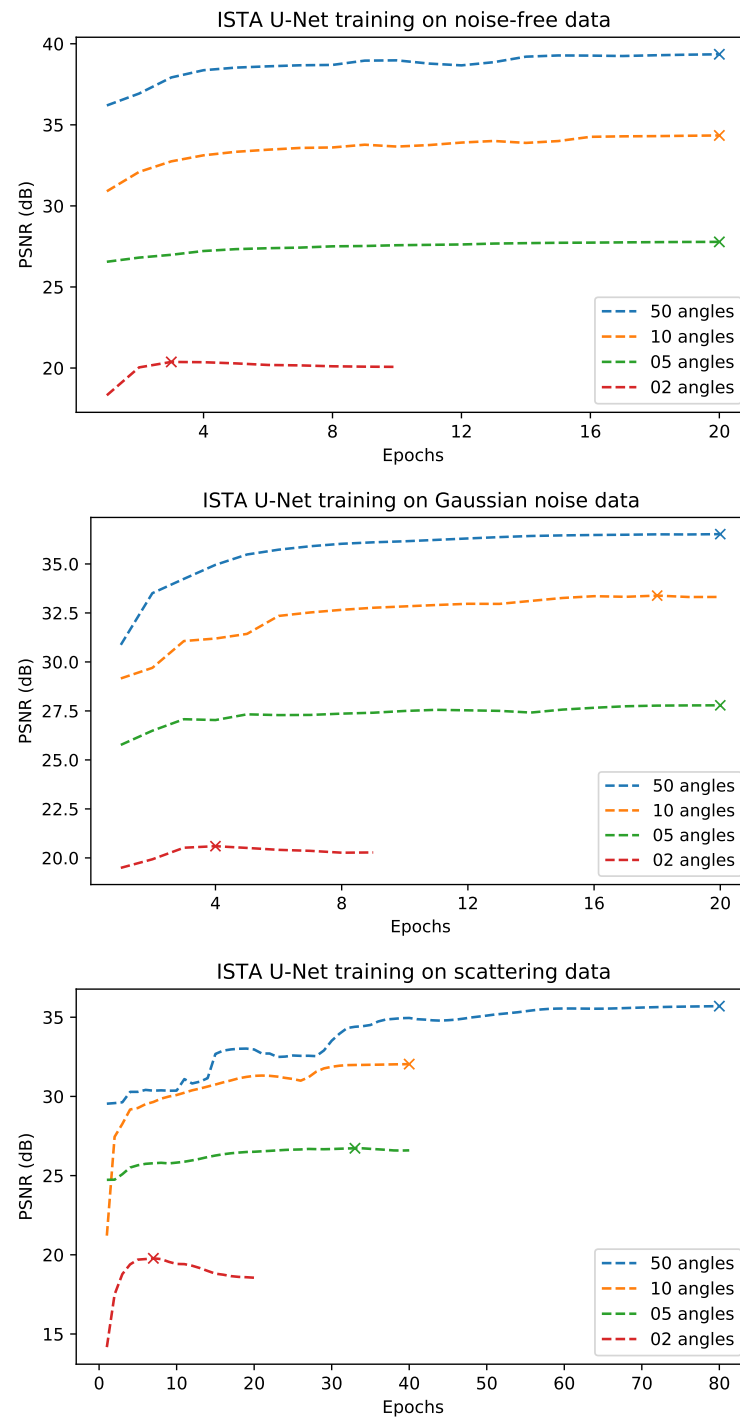 ISTA U-Net training on noise-free data
40
35
30
25
20
PSNR (dB)
50 angles
10 angles
05 angles
02 angles
4 8 12 16 20
Epochs
ISTA U-Net training on Gaussian noise data
35.0
32.5
30.0
27.5
25.0
22.5
20.0
PSNR (dB)
50 angles
10 angles
05 angles
02 angles
4 8 12 16 20
Epochs
ISTA U-Net training on scattering data
35
30
25
20
15
PSNR (dB)
50 angles
10 angles
05 angles
02 angles
0 10 20 30 40 50 60 70 80
Epochs